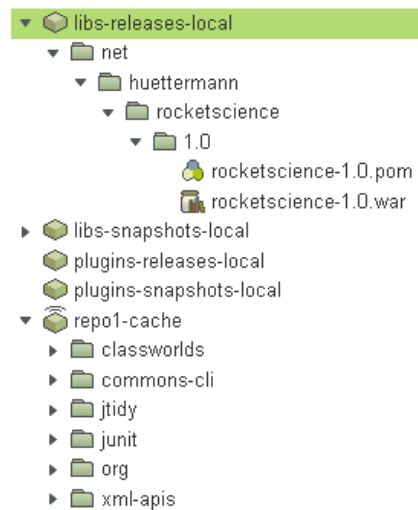 libs-releases-local
net
huettermann
rocketscience
1.0
rocketscience-1.0.pom
rocketscience-1.0.war
libs-snapshots-local
plugins-releases-local
plugins-snapshots-local
repo1-cache
classworlds
commons-cli
jtidy
junit
org
xml-apis